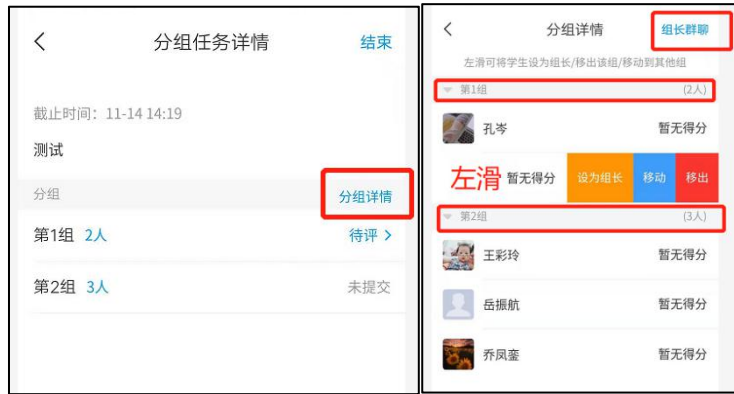 分组任务详情
结束
截止时间：11-14 14:19
测试
分组
分组详情
第1组 2人
待评
第2组 3人
未提交
分组详情
组长群聊
左滑可将学生设为组长/移出该组/移动到其他组
第1组
(2人)
孔岑
暂无得分
左滑 暂无得分 设为组长 移动 移出
第2组
(3人)
王彩玲
暂无得分
岳振航
暂无得分
乔凤銮
暂无得分